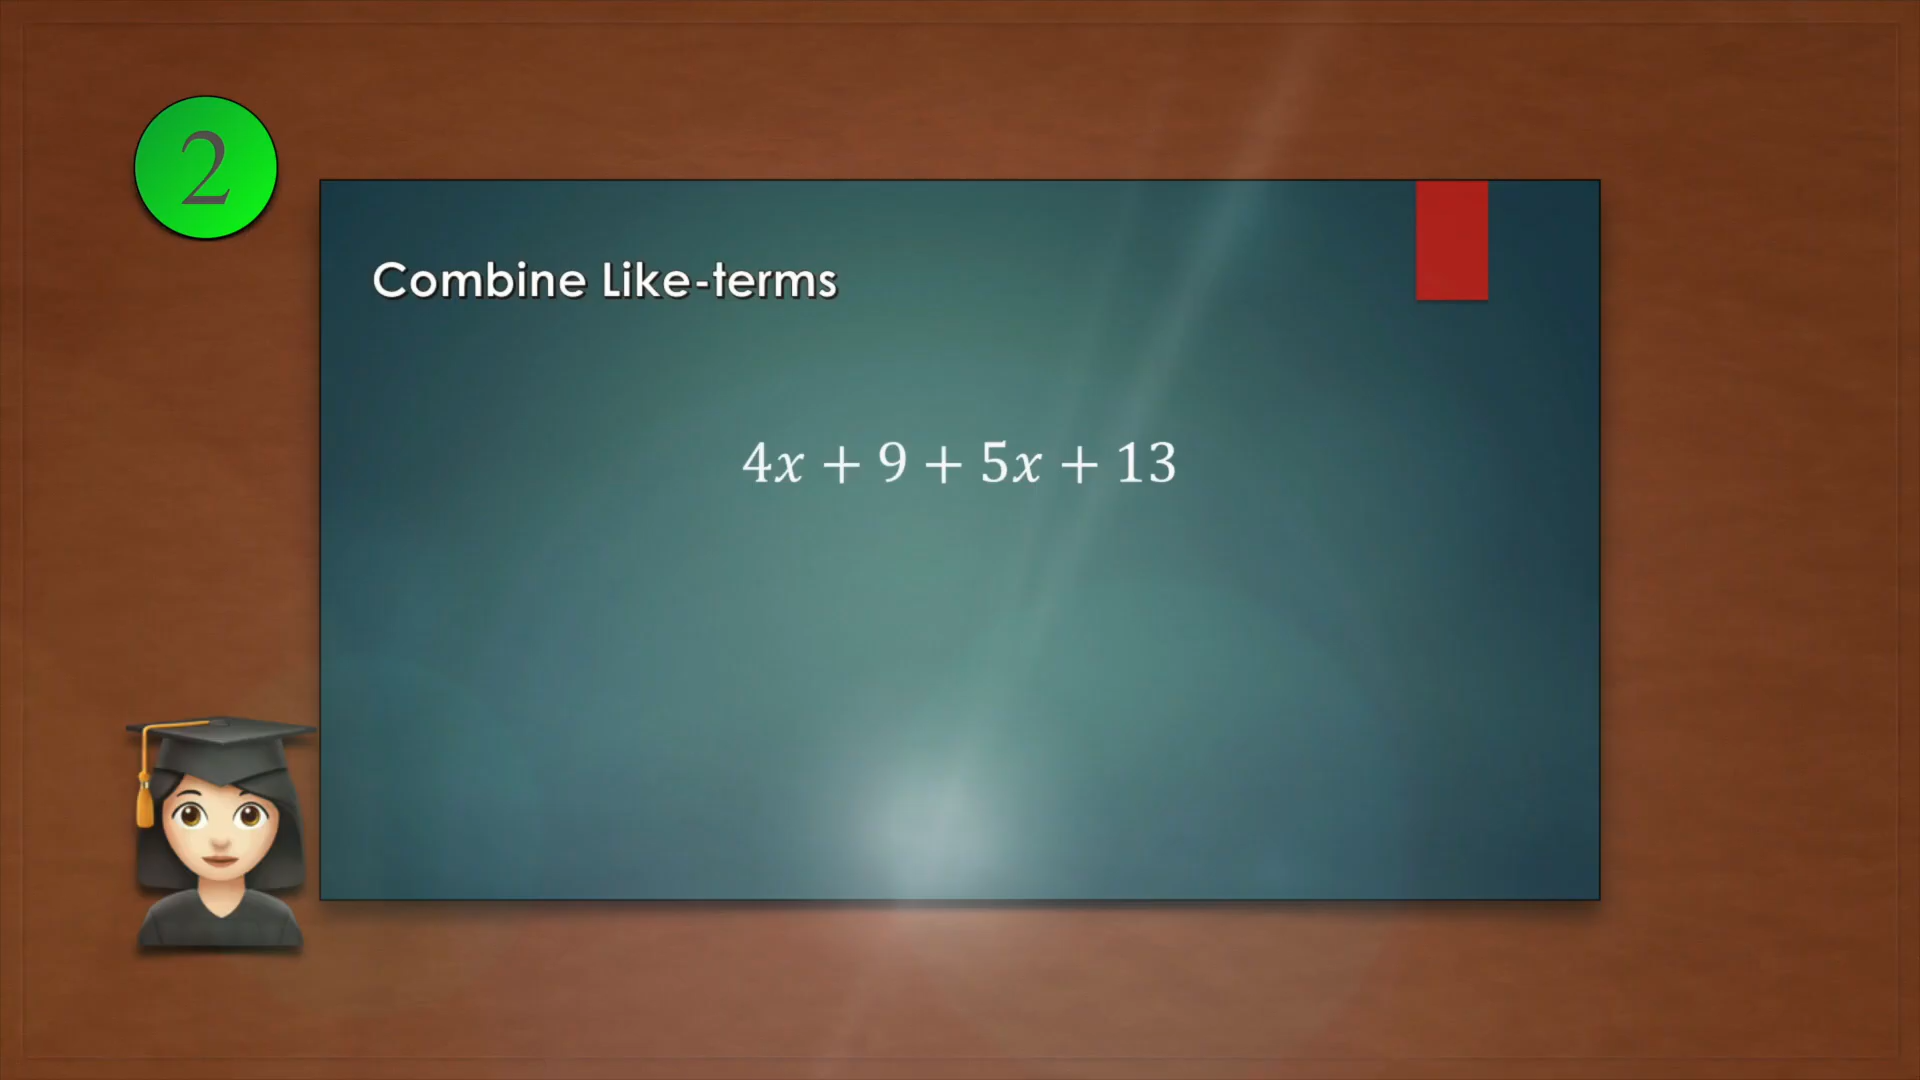 2
Combine Like-terms
4x + 9 + 5x + 13